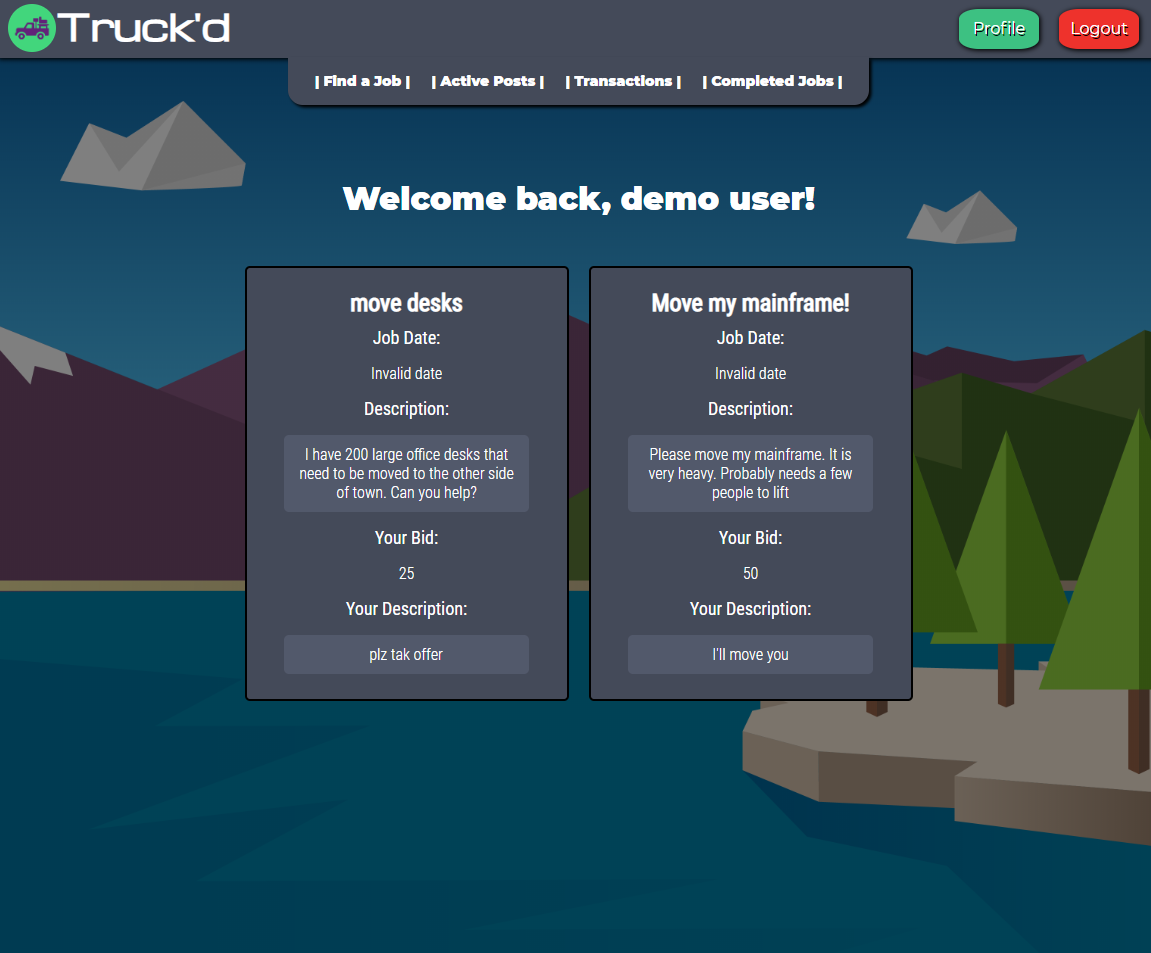 Truck'd
Profile
Logout
| Find a Job | | Active Posts | | Transactions | | Completed Jobs |
Welcome back, demo user!
move desks
Job Date:
Invalid date
Description:
I have 200 large office desks that
need to be moved to the other side
of town. Can you help?
Your Bid:
25
Your Description:
plz tak offer
Move my mainframe!
Job Date:
Invalid date
Description:
Please move my mainframe. It is
very heavy. Probably needs a few
people to lift
Your Bid:
50
Your Description:
I'll move you